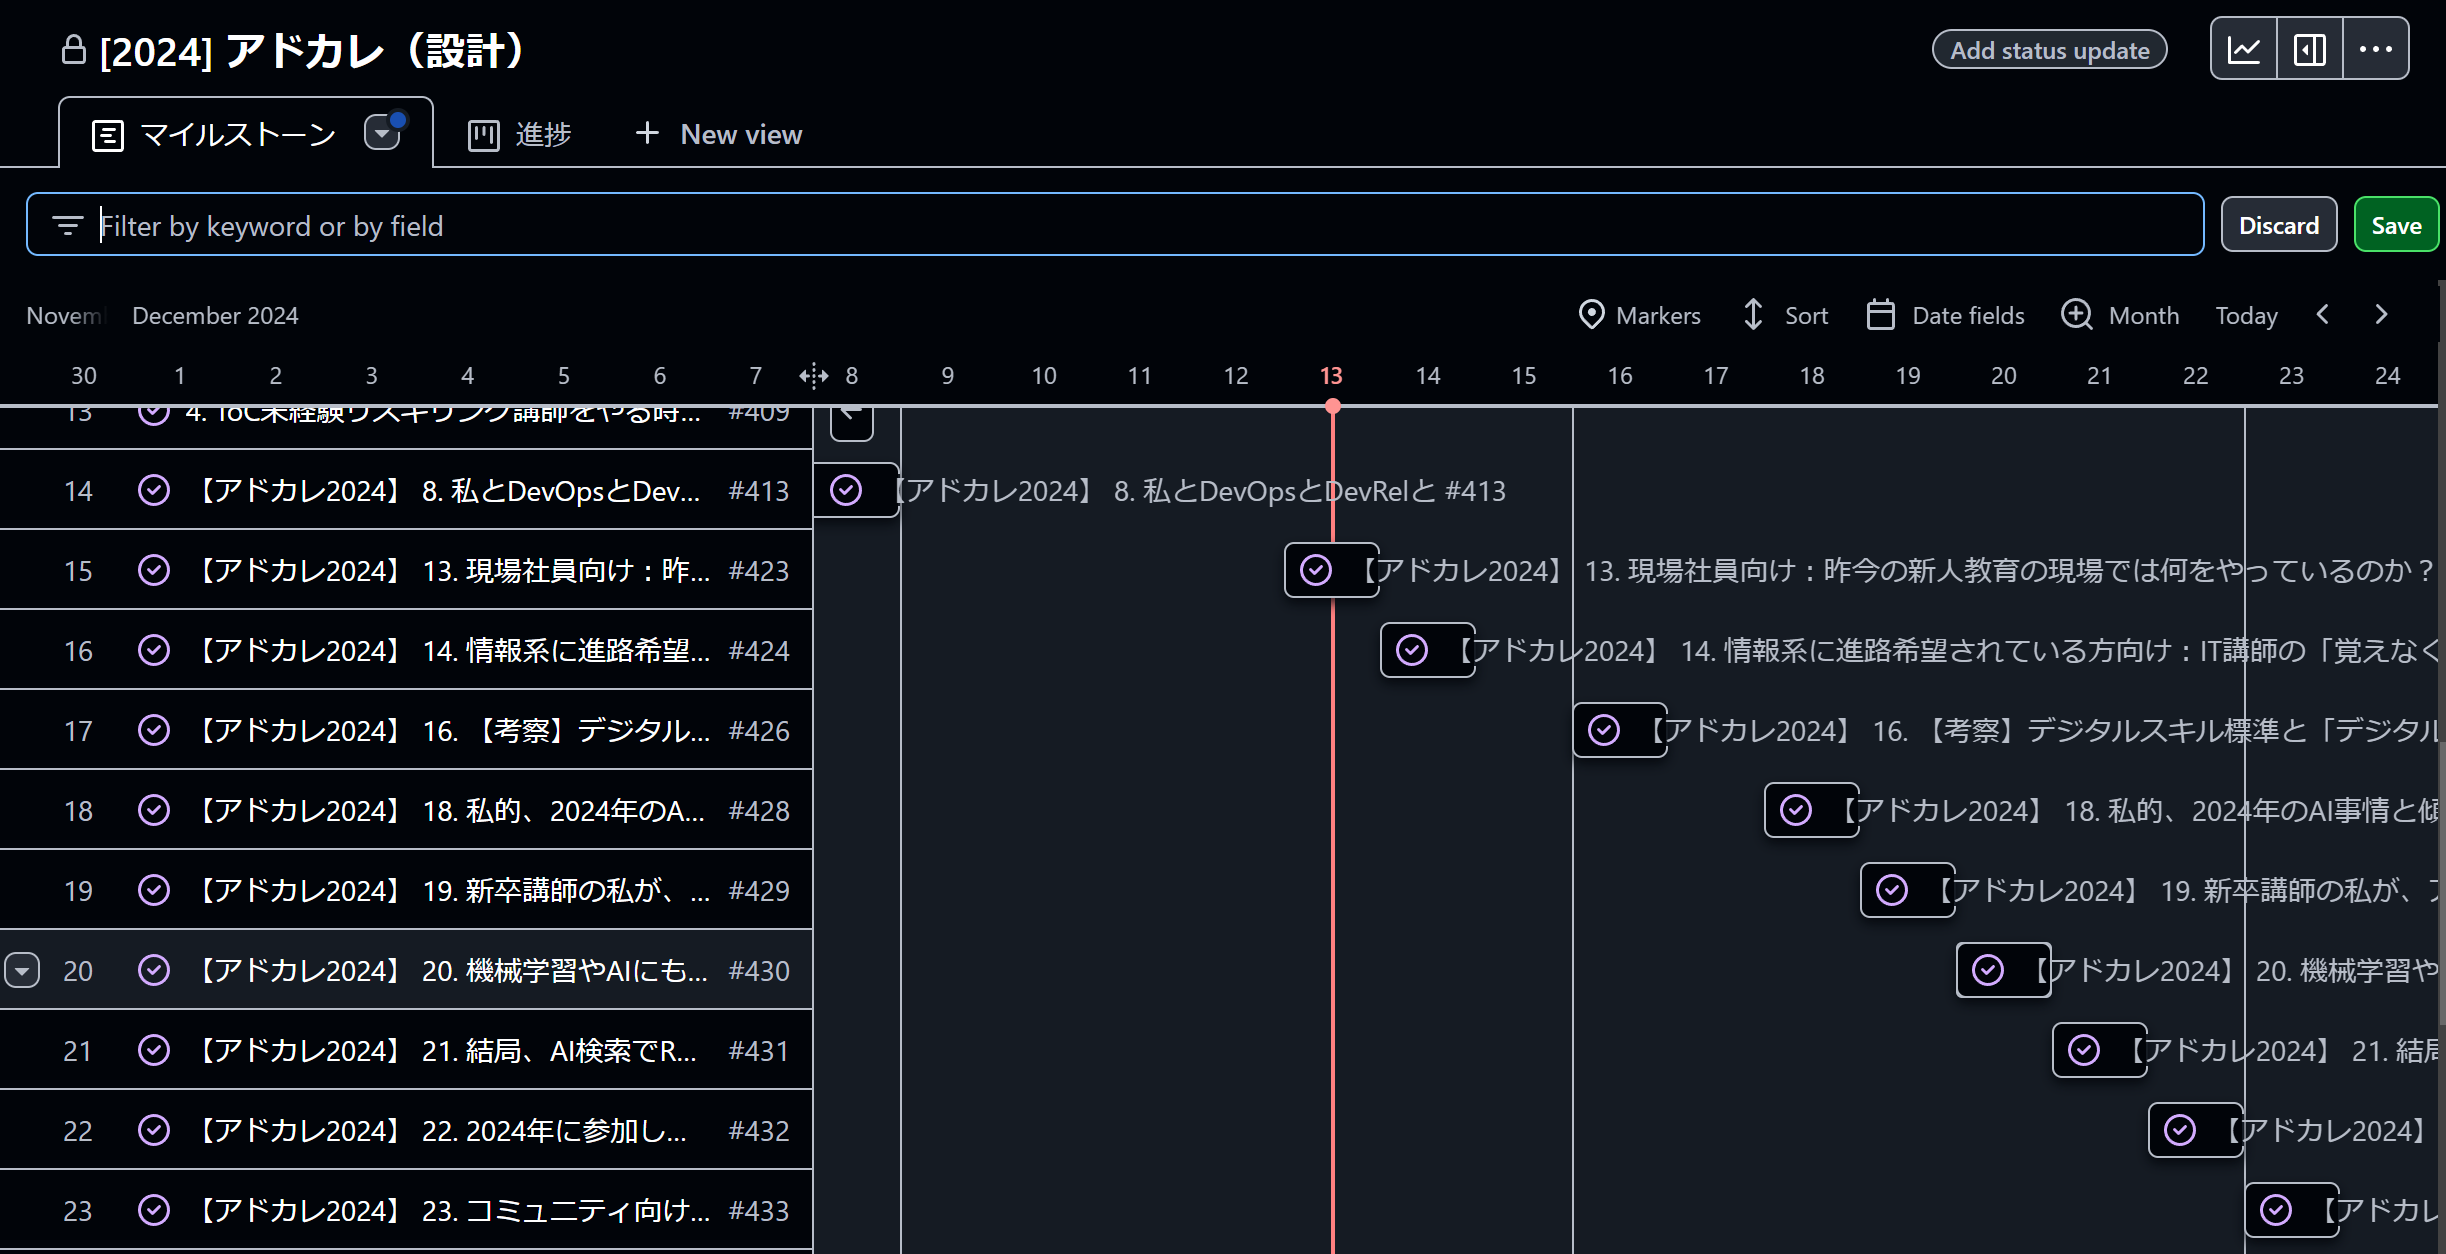 [2024] アドカレ（設計）
Add status update
マイルストーン
進捗
New view
Filter by keyword or by field
Discard
Save
Novem
December 2024
Markers
Sort
Date fields
Month
Today
30 1 2 3 4 5 6 7 8 9 10 11 12 13 14 15 16 17 18 19 20 21 22 23 24
13 4. ToC未経験リスキリング講師をやる時… #409
14 【アドカレ2024】 8. 私とDevOpsとDev… #413
【アドカレ2024】 8. 私とDevOpsとDevRelと #413
15 【アドカレ2024】 13. 現場社員向け：昨… #423
【アドカレ2024】 13. 現場社員向け：昨今の新人教育の現場では何をやっているのか？
16 【アドカレ2024】 14. 情報系に進路希望… #424
【アドカレ2024】 14. 情報系に進路希望されている方向け：IT講師の「覚えなく
17 【アドカレ2024】 16. 【考察】デジタル… #426
【アドカレ2024】 16. 【考察】デジタルスキル標準と「デジタル
18 【アドカレ2024】 18. 私的、2024年のA… #428
【アドカレ2024】 18. 私的、2024年のAI事情と傾
19 【アドカレ2024】 19. 新卒講師の私が、… #429
【アドカレ2024】 19. 新卒講師の私が、
20 【アドカレ2024】 20. 機械学習やAIにも… #430
【アドカレ2024】 20. 機械学習や
21 【アドカレ2024】 21. 結局、AI検索でR… #431
【アドカレ2024】 21. 結局
22 【アドカレ2024】 22. 2024年に参加し… #432
【アドカレ2024】
23 【アドカレ2024】 23. コミュニティ向け… #433
【アドカレ